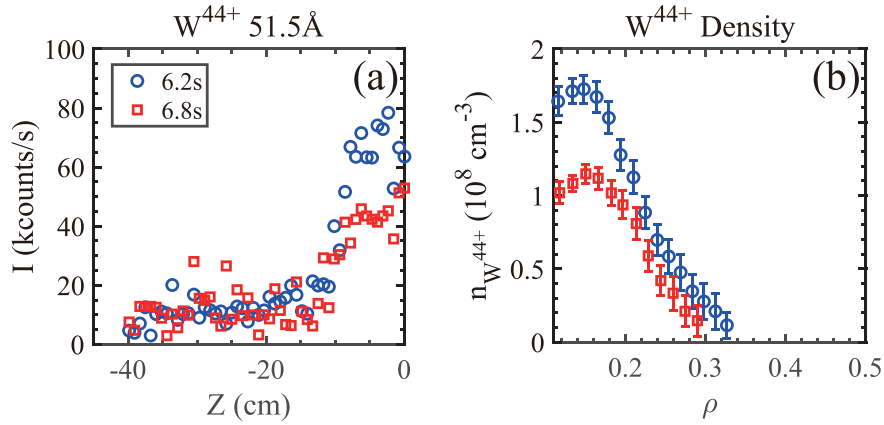 W⁴⁴⁺ 51.5Å
(a)
6.2s
6.8s
I (kcounts/s)
100
80
60
40
20
0
-40
-20
0
Z (cm)
W⁴⁴⁺ Density
(b)
n_W⁴⁴⁺ (10⁸ cm⁻³)
2
1.5
1
0.5
0
0.2
0.3
0.4
0.5
ρ